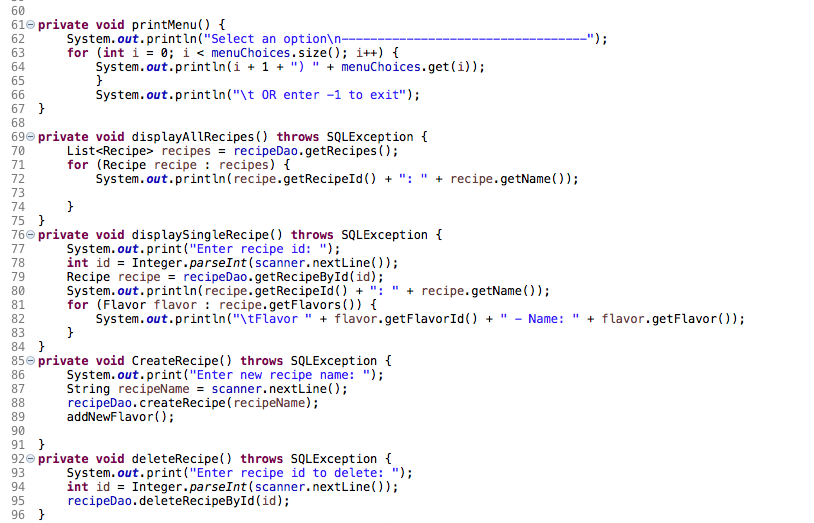 60
61 private void printMenu() {
62     System.out.println("Select an option\n----------------------------------");
63     for (int i = 0; i < menuChoices.size(); i++) {
64         System.out.println(i + 1 + ") " + menuChoices.get(i));
65         }
66         System.out.println("\t OR enter -1 to exit");
67 }
68
69 private void displayAllRecipes() throws SQLException {
70     List<Recipe> recipes = recipeDao.getRecipes();
71     for (Recipe recipe : recipes) {
72         System.out.println(recipe.getRecipeId() + ": " + recipe.getName());
73
74     }
75 }
76 private void displaySingleRecipe() throws SQLException {
77     System.out.print("Enter recipe id: ");
78     int id = Integer.parseInt(scanner.nextLine());
79     Recipe recipe = recipeDao.getRecipeById(id);
80     System.out.println(recipe.getRecipeId() + ": " + recipe.getName());
81     for (Flavor flavor : recipe.getFlavors()) {
82         System.out.println("\tFlavor " + flavor.getFlavorId() + " - Name: " + flavor.getFlavor());
83     }
84 }
85 private void CreateRecipe() throws SQLException {
86     System.out.print("Enter new recipe name: ");
87     String recipeName = scanner.nextLine();
88     recipeDao.createRecipe(recipeName);
89     addNewFlavor();
90
91 }
92 private void deleteRecipe() throws SQLException {
93     System.out.print("Enter recipe id to delete: ");
94     int id = Integer.parseInt(scanner.nextLine());
95     recipeDao.deleteRecipeById(id);
96 }